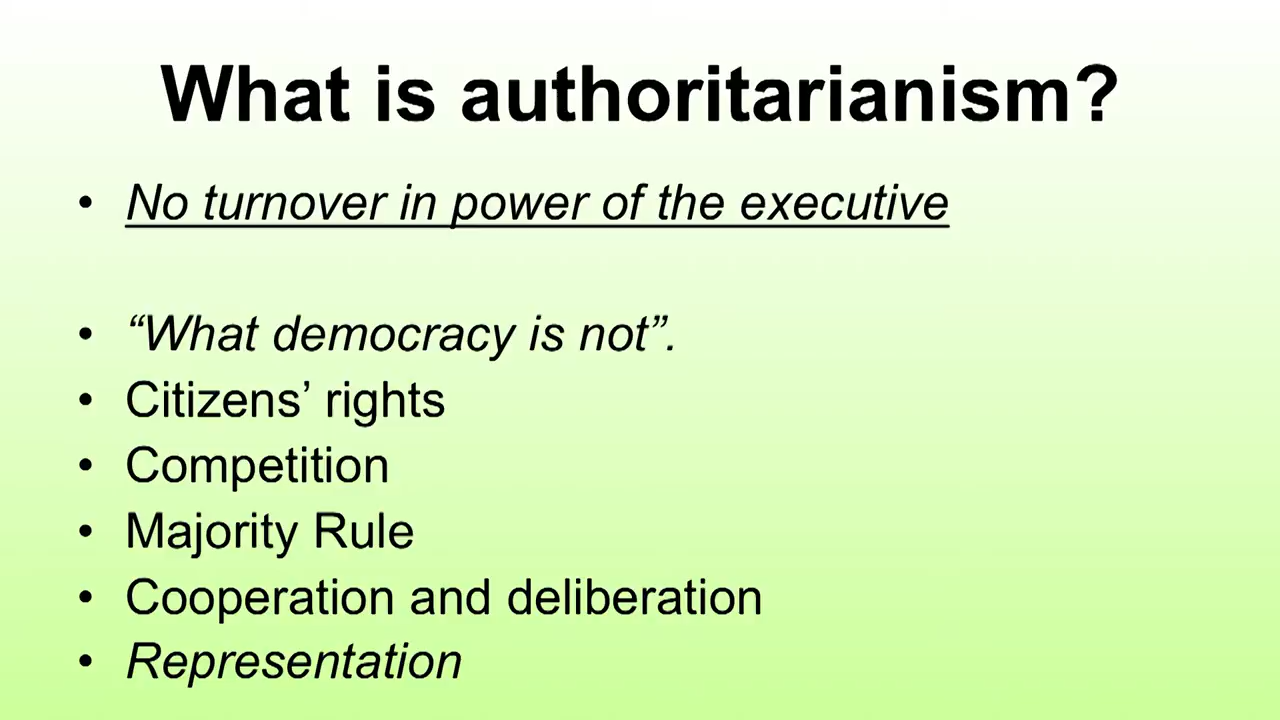 What is authoritarianism?
• No turnover in power of the executive
• “What democracy is not”.
• Citizens’ rights
• Competition
• Majority Rule
• Cooperation and deliberation
• Representation